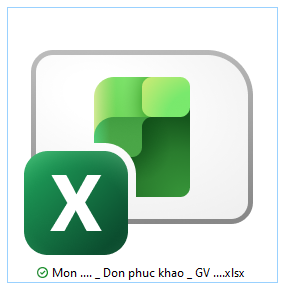 X
Mon .... _ Don phuc khao _ GV ....xlsx